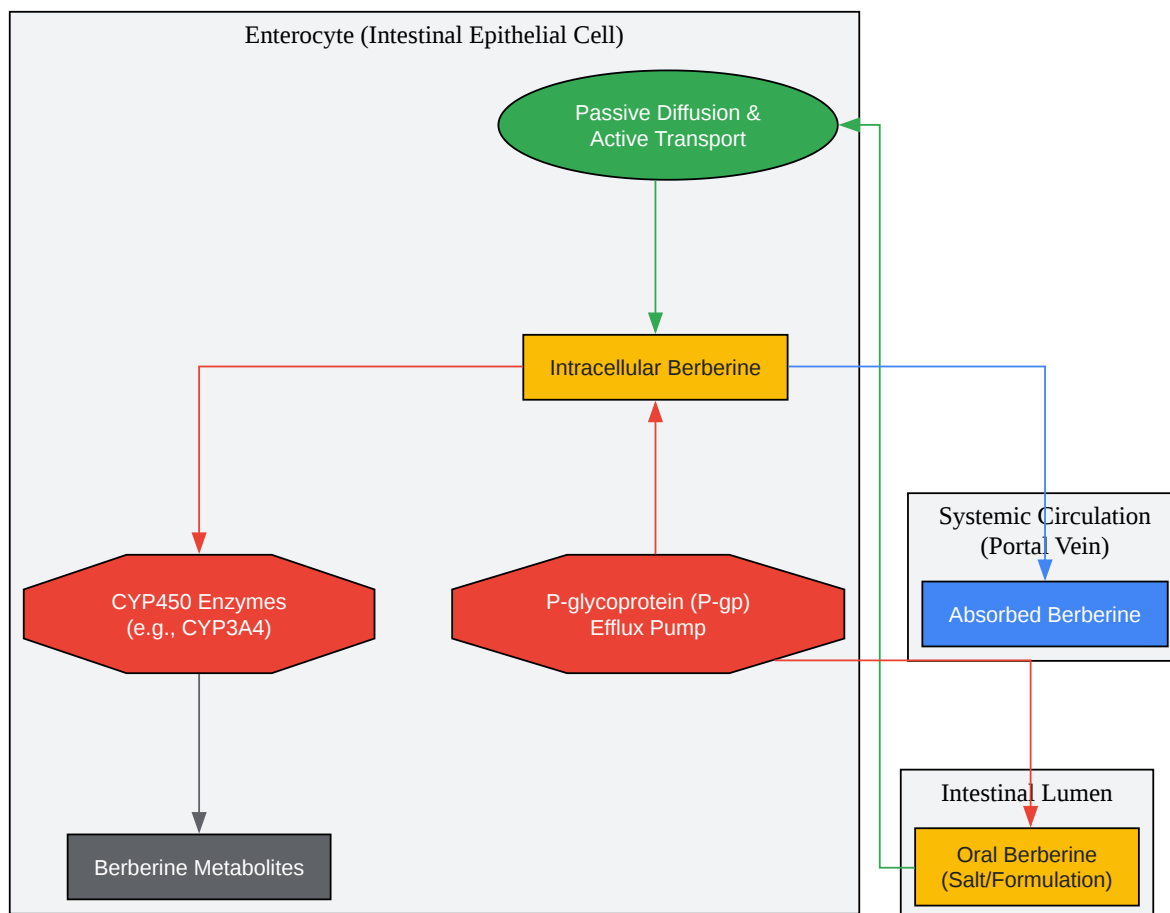 Enterocyte (Intestinal Epithelial Cell)
Passive Diffusion &
Active Transport
Intracellular Berberine
Systemic Circulation
(Portal Vein)
CYP450 Enzymes
(e.g., CYP3A4)
P-glycoprotein (P-gp)
Efflux Pump
Absorbed Berberine
Intestinal Lumen
Berberine Metabolites
Oral Berberine
(Salt/Formulation)